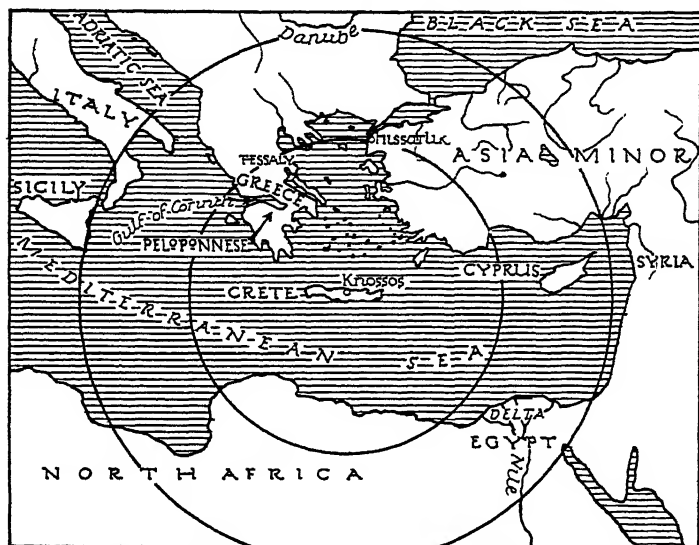 BLACK SEA
Danube
ADRIATIC SEA
ITALY
HISSARLIK
TESSALY
ASIA MINOR
SICILY
GREECE
Gulf-of-Corinth
PELOPONNESE
CYPRUS
SYRIA
Knossos
CRETE
MEDITERRANEAN SEA
DELTA
EGYPT
Nile
NORTH AFRICA